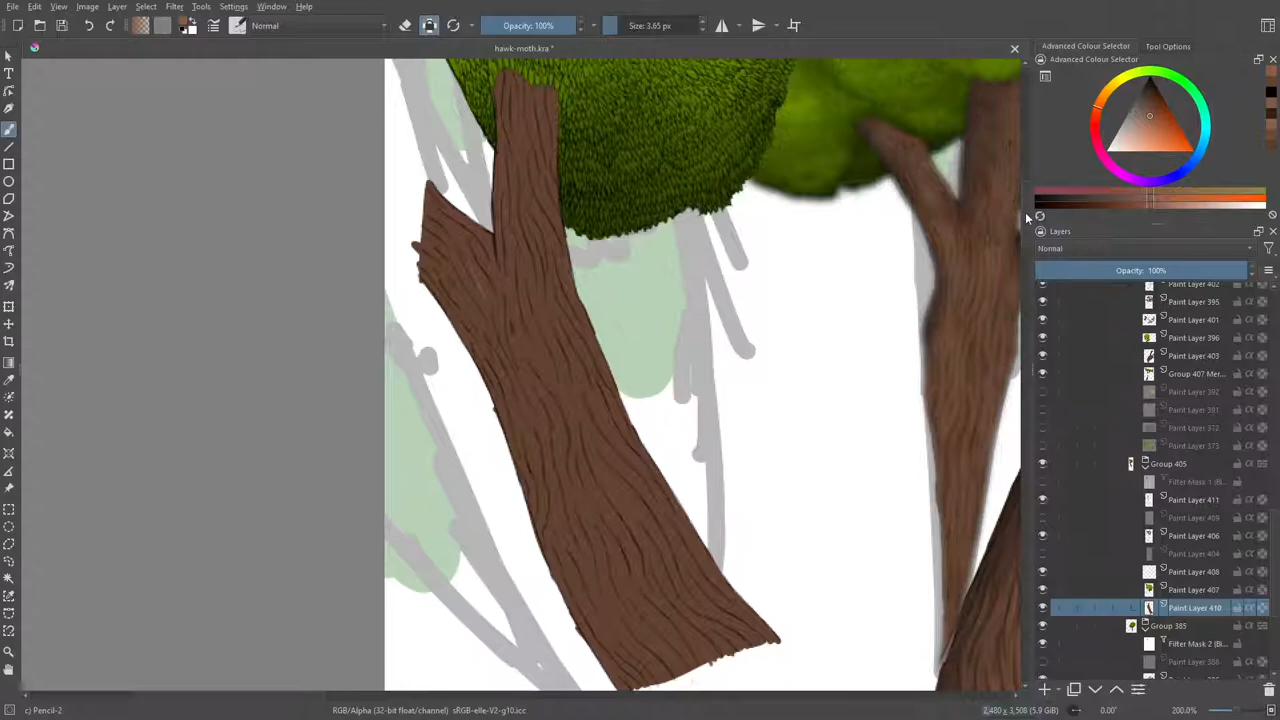 File Edit View Image Layer Select Filter Tools Settings Window Help
Normal Opacity: 100% Size: 3.65 px
hawk-moth.kra *
Advanced Colour Selector Tool Options
Advanced Colour Selector
Layers
Normal
Opacity: 100%
Paint Layer 402
Paint Layer 395
Paint Layer 401
Paint Layer 396
Paint Layer 403
Group 407 Mer...
Paint Layer 392
Paint Layer 391
Paint Layer 372
Paint Layer 373
Group 405
Filter Mask 1 (Bl...
Paint Layer 411
Paint Layer 409
Paint Layer 406
Paint Layer 404
Paint Layer 408
Paint Layer 407
Paint Layer 410
Group 385
Filter Mask 2 (Bl...
Paint Layer 388
c) Pencil-2 sRGB/Alpha (32-bit float/channel) sRGB-elle-V2-g10.icc 2,480 x 3,508 (5.9 GiB) 0.00° 200.0%